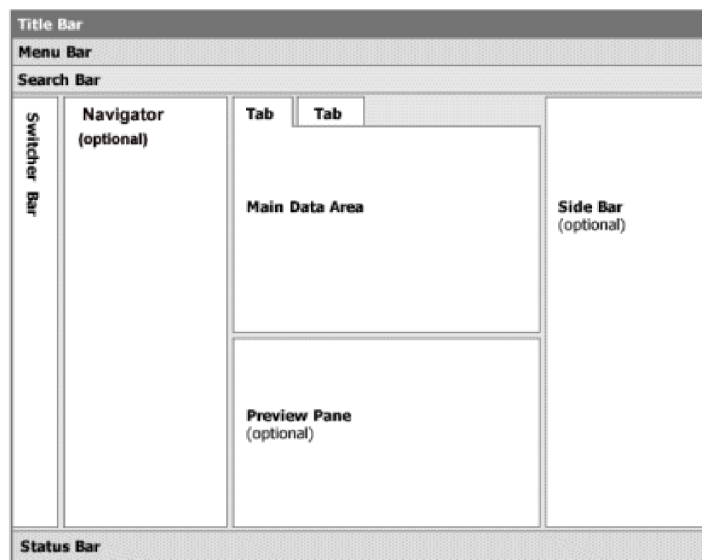 Title Bar
Menu Bar
Search Bar
Switcher Bar
Navigator
(optional)
Tab
Tab
Main Data Area
Side Bar
(optional)
Preview Pane
(optional)
Status Bar